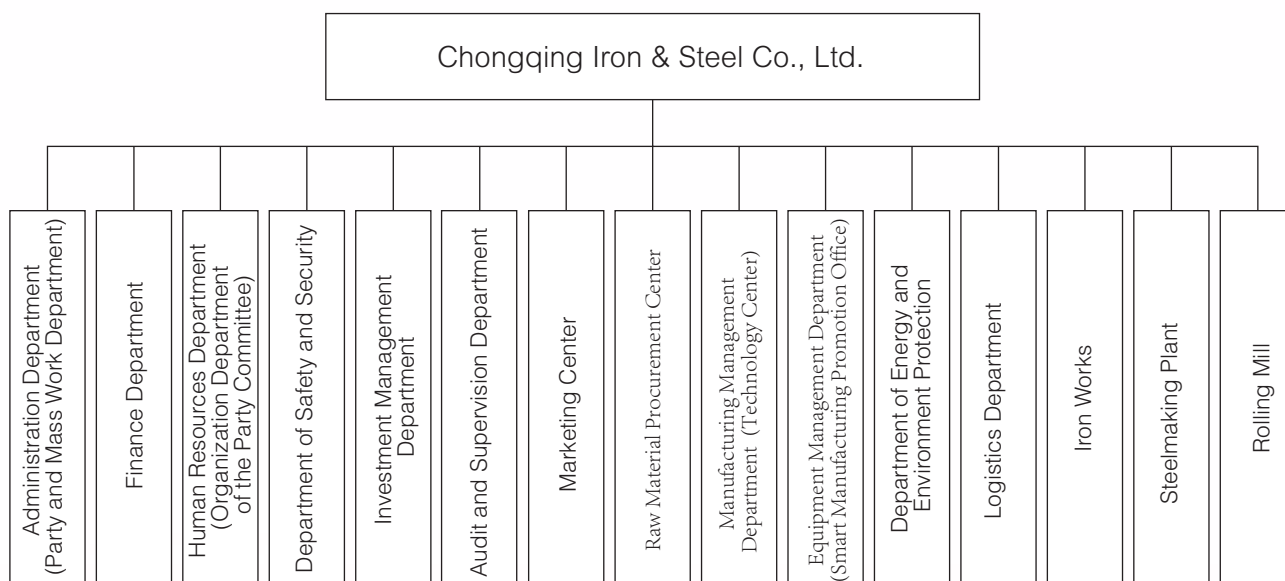 Chongqing Iron & Steel Co., Ltd.
Administration Department
(Party and Mass Work Department)
Finance Department
Human Resources Department
(Organization Department
of the Party Committee)
Department of Safety and Security
Investment Management
Department
Audit and Supervision Department
Marketing Center
Raw Material Procurement Center
Manufacturing Management
Department (Technology Center)
Equipment Management Department
(Smart Manufacturing Promotion Office)
Department of Energy and
Environment Protection
Logistics Department
Iron Works
Steelmaking Plant
Rolling Mill